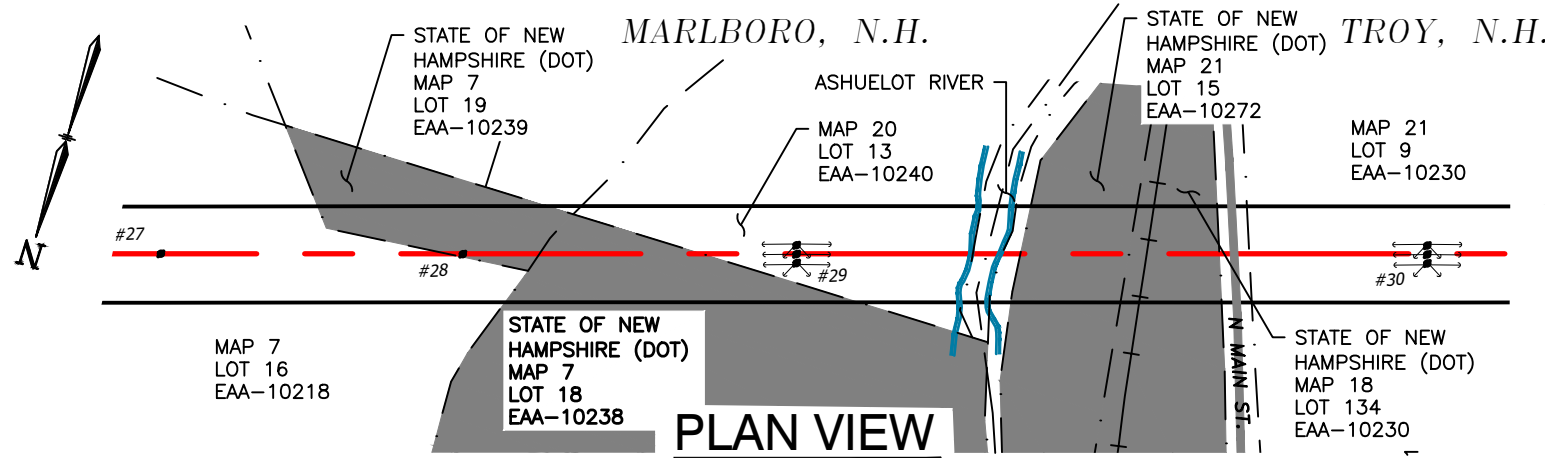 MARLBORO, N.H.
TROY, N.H.
STATE OF NEW
HAMPSHIRE (DOT)
MAP 7
LOT 19
EAA-10239
STATE OF NEW
HAMPSHIRE (DOT)
MAP 21
LOT 15
EAA-10272
ASHUELOT RIVER
MAP 20
LOT 13
EAA-10240
MAP 21
LOT 9
EAA-10230
N
#27
#28
#29
#30
MAP 7
LOT 16
EAA-10218
STATE OF NEW
HAMPSHIRE (DOT)
MAP 7
LOT 18
EAA-10238
N MAIN ST.
STATE OF NEW
HAMPSHIRE (DOT)
MAP 18
LOT 134
EAA-10230
PLAN VIEW